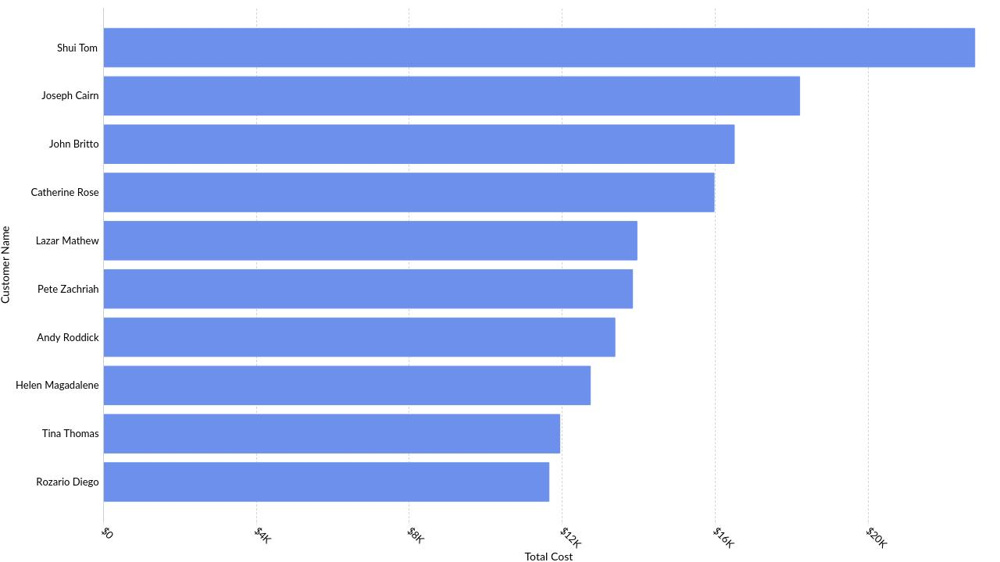 Customer Name
Shui Tom
Joseph Cairn
John Britto
Catherine Rose
Lazar Mathew
Pete Zachriah
Andy Roddick
Helen Magadalene
Tina Thomas
Rozario Diego
$0
$4K
$8K
$12K
$16K
$20K
Total Cost